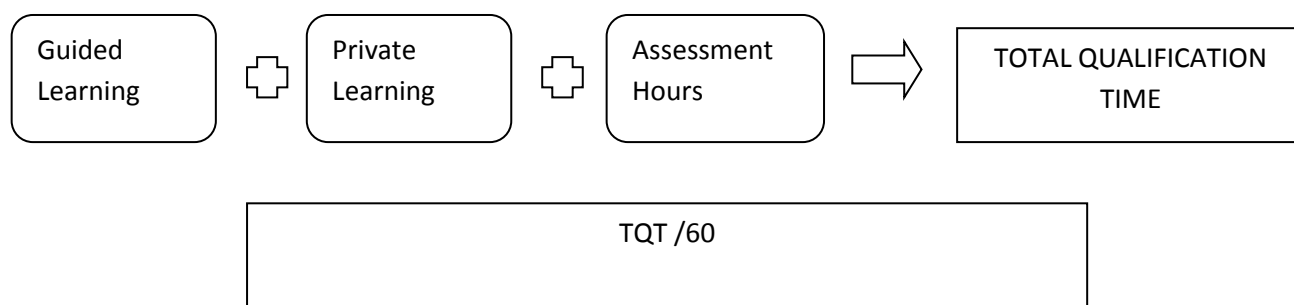 Guided
Learning
Private
Learning
Assessment
Hours
TOTAL QUALIFICATION
TIME
TQT /60